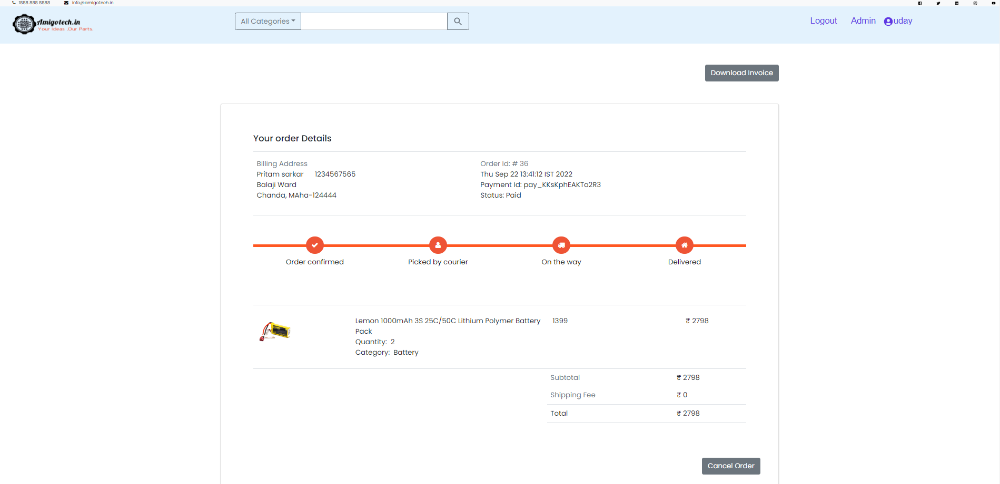 1888 888 8888 info@amigotech.in
Amigotech.in
Your Ideas ,Our Parts.
All Categories
Logout Admin uday
Download Invoice
Your order Details
Billing Address
Pritam sarkar 1234567565
Balaji Ward
Chanda, MAha-124444
Order Id: # 36
Thu Sep 22 13:41:12 IST 2022
Payment Id: pay_KKsKphEAKTo2R3
Status: Paid
Order confirmed
Picked by courier
On the way
Delivered
Lemon 1000mAh 3S 25C/50C Lithium Polymer Battery
Pack
Quantity: 2
Category: Battery
1399
₹ 2798
Subtotal ₹ 2798
Shipping Fee ₹ 0
Total ₹ 2798
Cancel Order